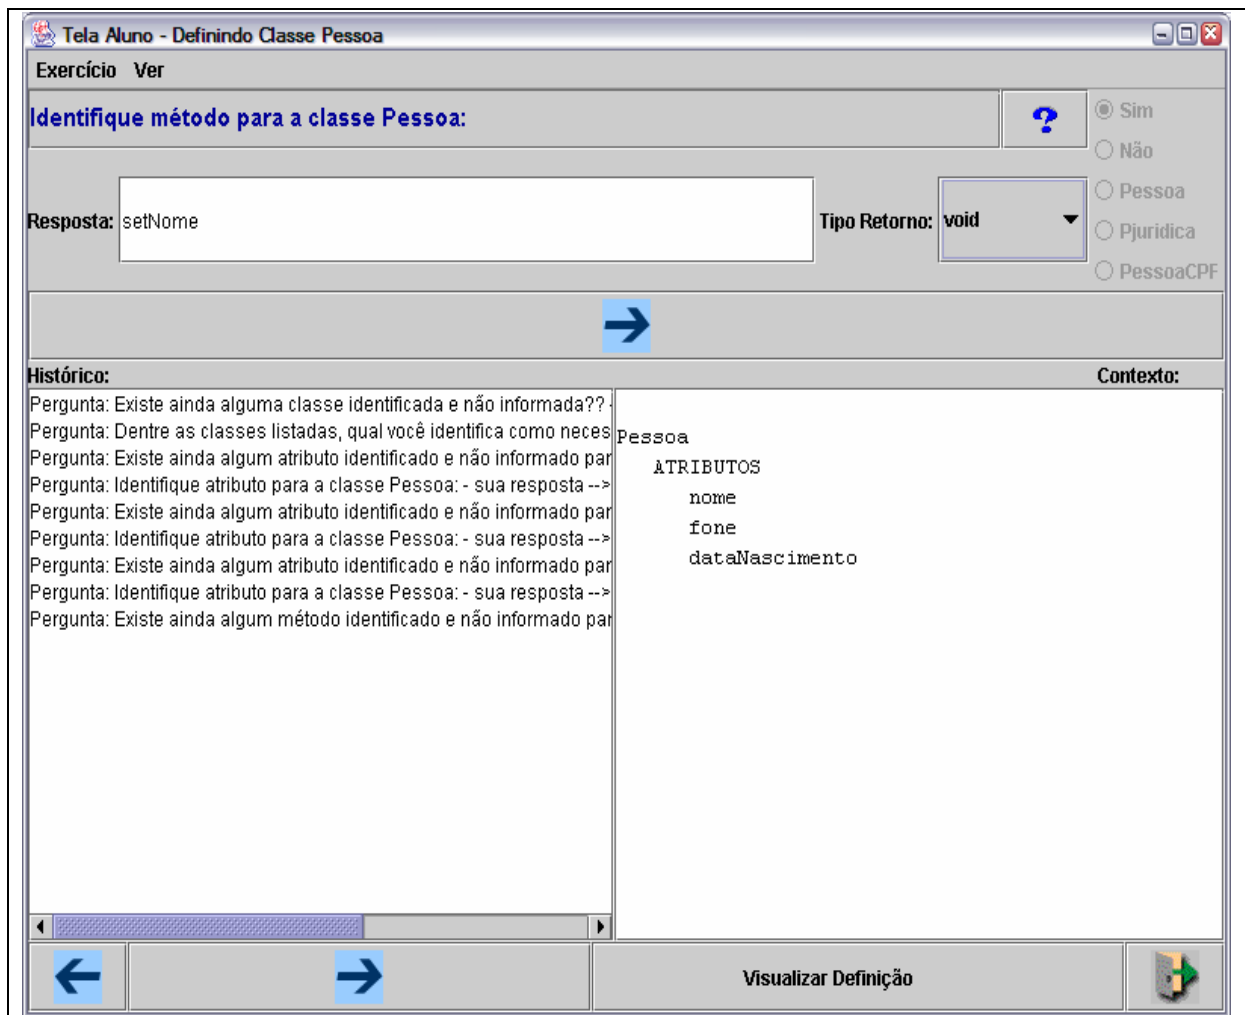 Tela Aluno - Definindo Classe Pessoa
Exercício Ver
Identifique método para a classe Pessoa:
?
Sim
Não
Pessoa
Pjuridica
PessoaCPF
Resposta: setNome
Tipo Retorno: void
Histórico:
Contexto:
Pergunta: Existe ainda alguma classe identificada e não informada??
Pergunta: Dentre as classes listadas, qual você identifica como neces
Pergunta: Existe ainda algum atributo identificado e não informado par
Pergunta: Identifique atributo para a classe Pessoa: - sua resposta -->
Pergunta: Existe ainda algum atributo identificado e não informado par
Pergunta: Identifique atributo para a classe Pessoa: - sua resposta -->
Pergunta: Existe ainda algum atributo identificado e não informado par
Pergunta: Identifique atributo para a classe Pessoa: - sua resposta -->
Pergunta: Existe ainda algum método identificado e não informado par
Pessoa
ATRIBUTOS
nome
fone
dataNascimento
Visualizar Definição